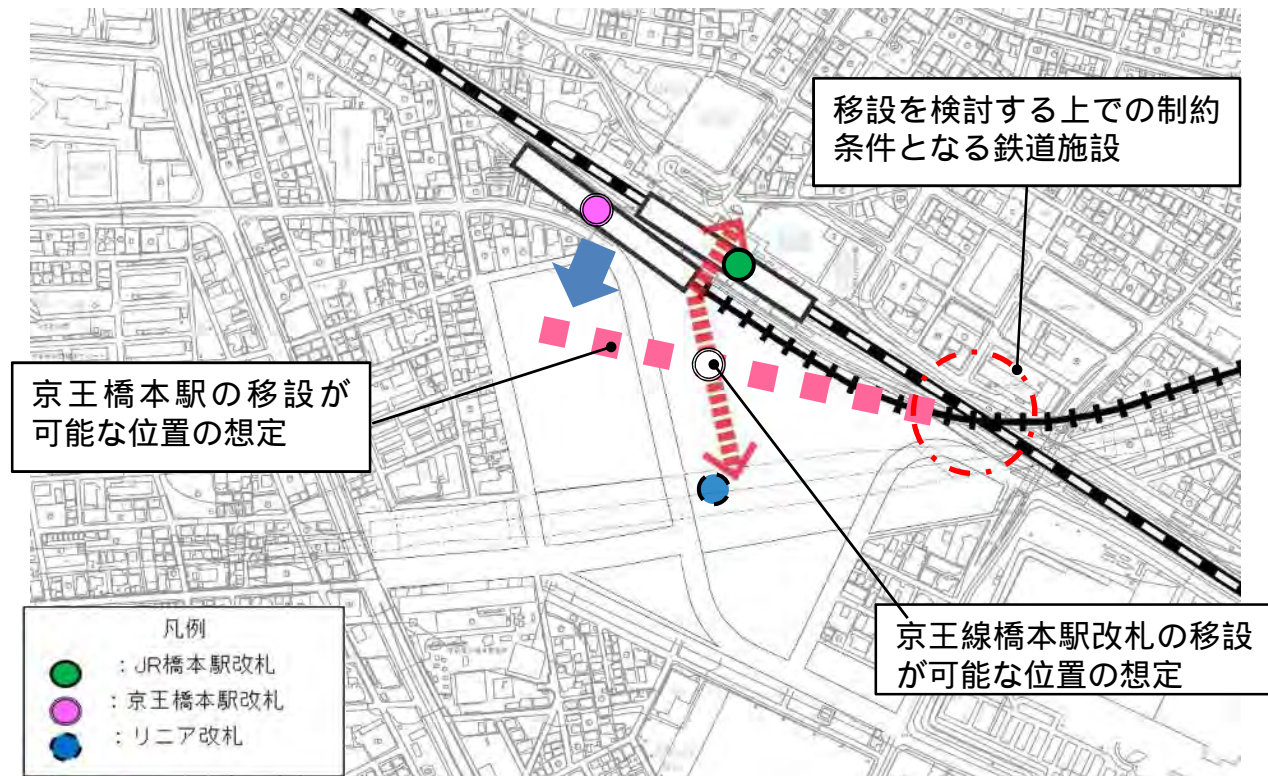 移設を検討する上での制約
条件となる鉄道施設
京王橋本駅の移設が
可能な位置の想定
京王線橋本駅改札の移設
が可能な位置の想定
凡例
：JR橋本駅改札
：京王橋本駅改札
：リニア改札